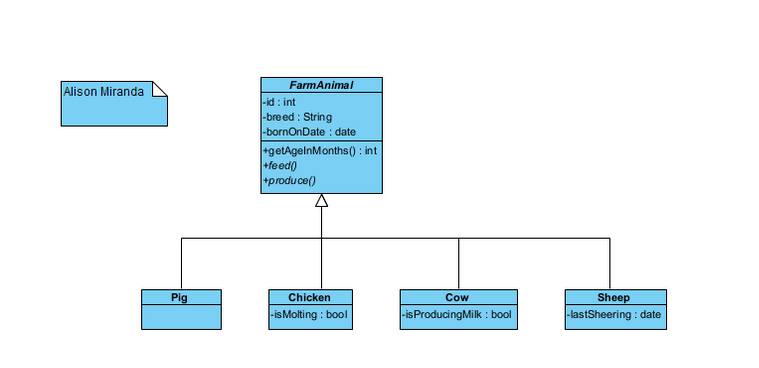 Alison Miranda
FarmAnimal
-id : int
-breed : String
-bornOnDate : date
+getAgeInMonths() : int
+feed()
+produce()
Pig
Chicken
-isMolting : bool
Cow
-isProducingMilk : bool
Sheep
-lastSheering : date